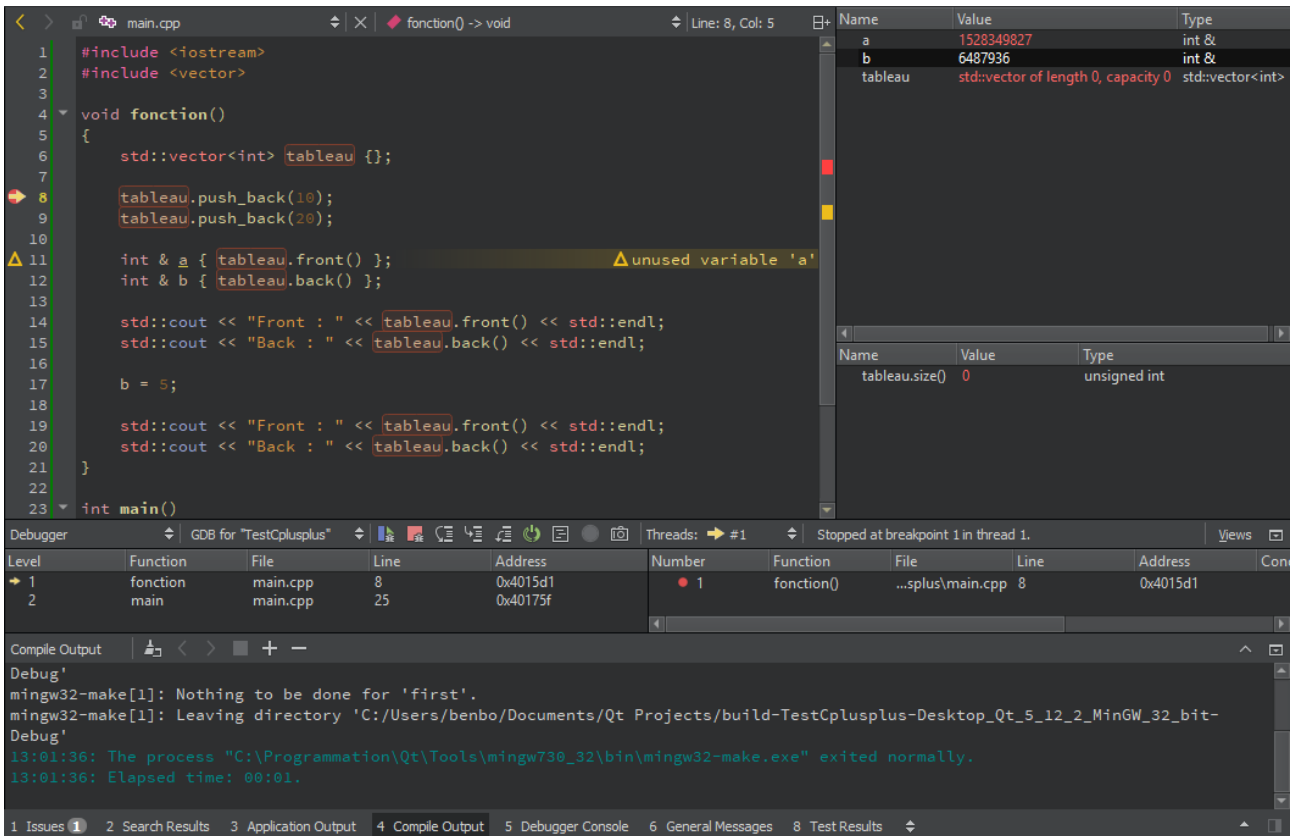 main.cpp fonction() -> void Line: 8, Col: 5
1 #include <iostream>
2 #include <vector>
3
4 void fonction()
5 {
6 std::vector<int> tableau {};
7
8 tableau.push_back(10);
9 tableau.push_back(20);
10
11 int & a { tableau.front() }; unused variable 'a'
12 int & b { tableau.back() };
13
14 std::cout << "Front : " << tableau.front() << std::endl;
15 std::cout << "Back : " << tableau.back() << std::endl;
16
17 b = 5;
18
19 std::cout << "Front : " << tableau.front() << std::endl;
20 std::cout << "Back : " << tableau.back() << std::endl;
21 }
22
23 int main()
Name Value Type
a 1528349827 int &
b 6487936 int &
tableau std::vector of length 0, capacity 0 std::vector<int>
Name Value Type
tableau.size() 0 unsigned int
Debugger GDB for "TestCplusplus" Threads: #1 Stopped at breakpoint 1 in thread 1. Views
Level Function File Line Address
1 fonction main.cpp 8 0x4015d1
2 main main.cpp 25 0x40175f
Number Function File Line Address Con
1 fonction() ...splus\main.cpp 8 0x4015d1
Compile Output
Debug'
mingw32-make[1]: Nothing to be done for 'first'.
mingw32-make[1]: Leaving directory 'C:/Users/benbo/Documents/Qt Projects/build-TestCplusplus-Desktop_Qt_5_12_2_MinGW_32_bit-
Debug'
13:01:36: The process "C:\Programmation\Qt\Tools\mingw730_32\bin\mingw32-make.exe" exited normally.
13:01:36: Elapsed time: 00:01.
1 Issues 1 2 Search Results 3 Application Output 4 Compile Output 5 Debugger Console 6 General Messages 8 Test Results